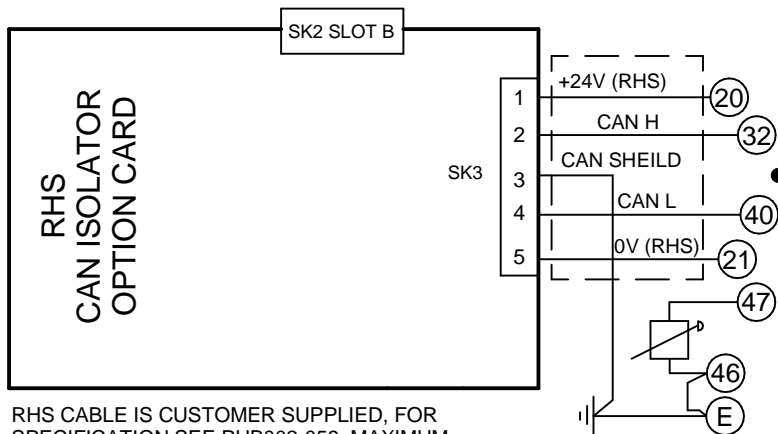 SK2 SLOT B
RHS
CAN ISOLATOR
OPTION CARD
SK3
1
+24V (RHS)
20
2
CAN H
32
3
CAN SHEILD
4
CAN L
40
5
0V (RHS)
21
47
46
E
RHS CABLE IS CUSTOMER SUPPLIED, FOR